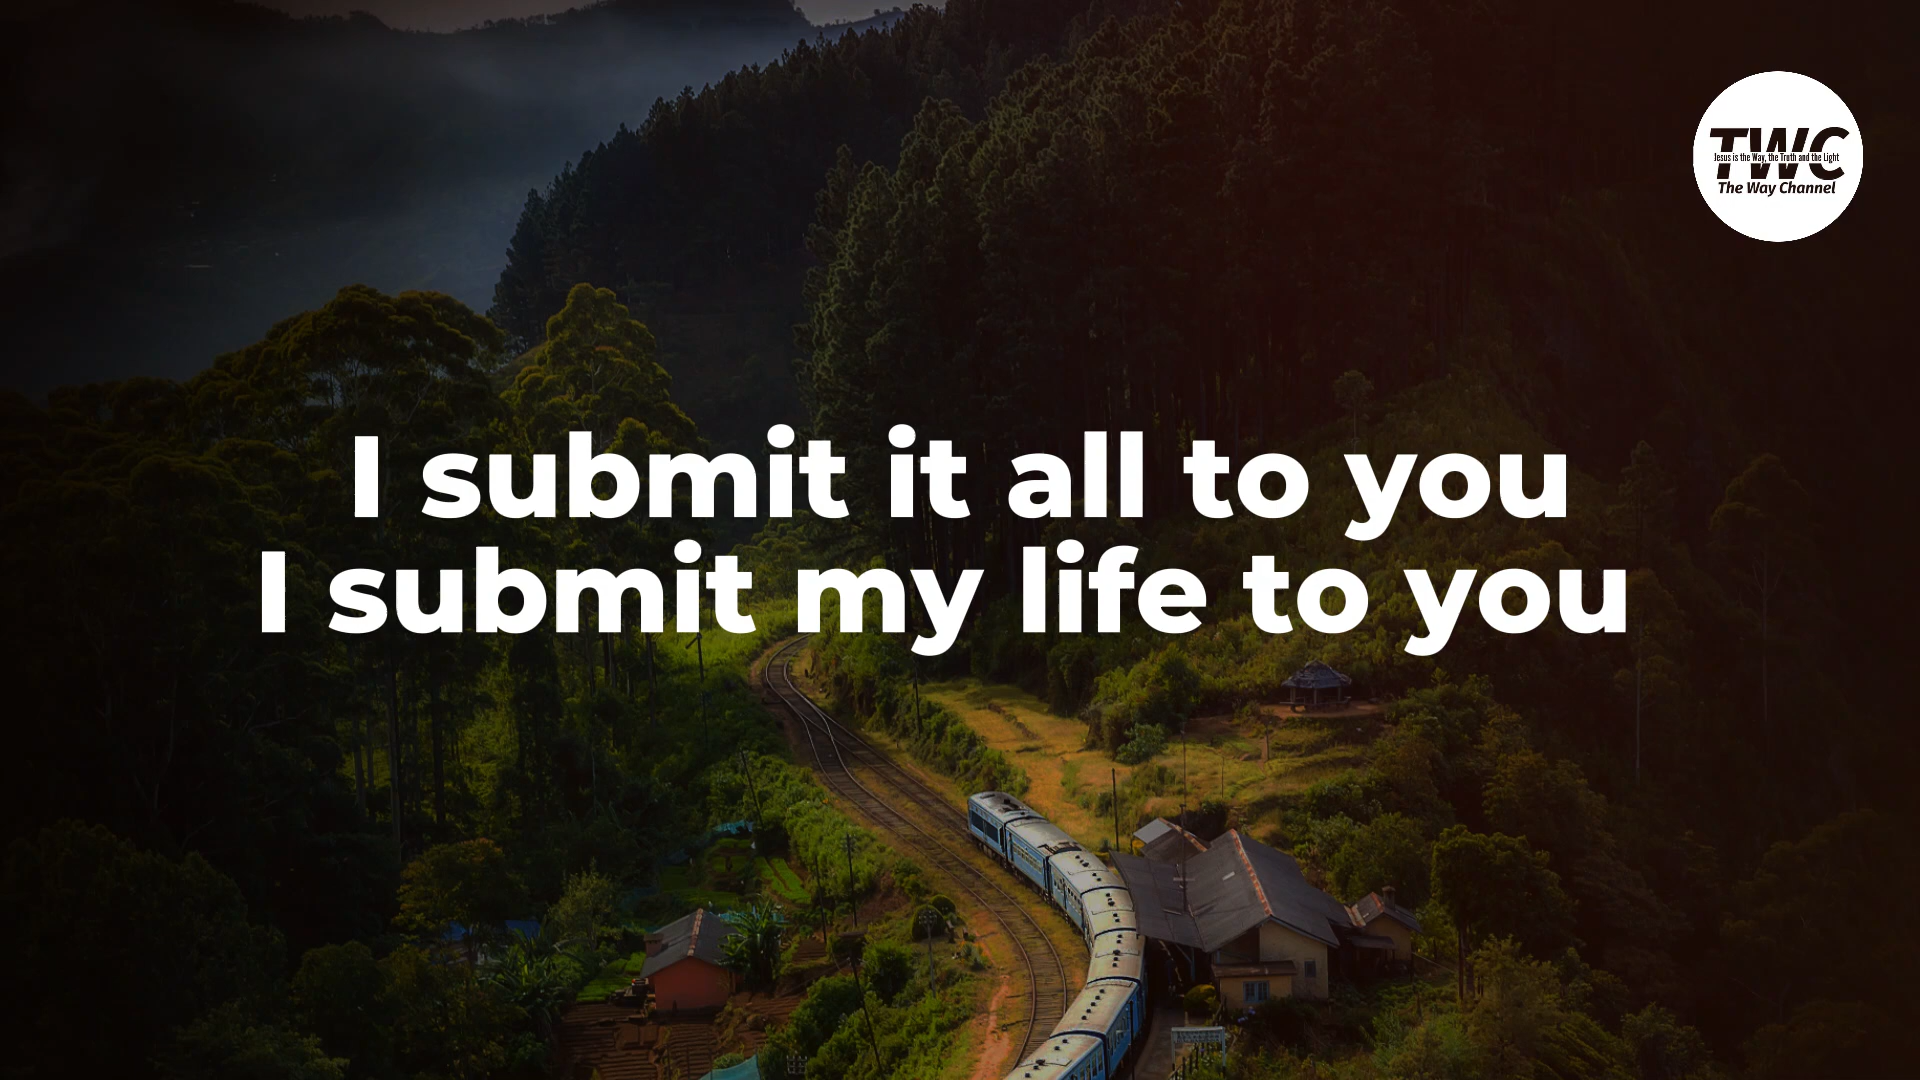 TWC
Jesus is the Way, the Truth and the Light
The Way Channel
I submit it all to you
I submit my life to you